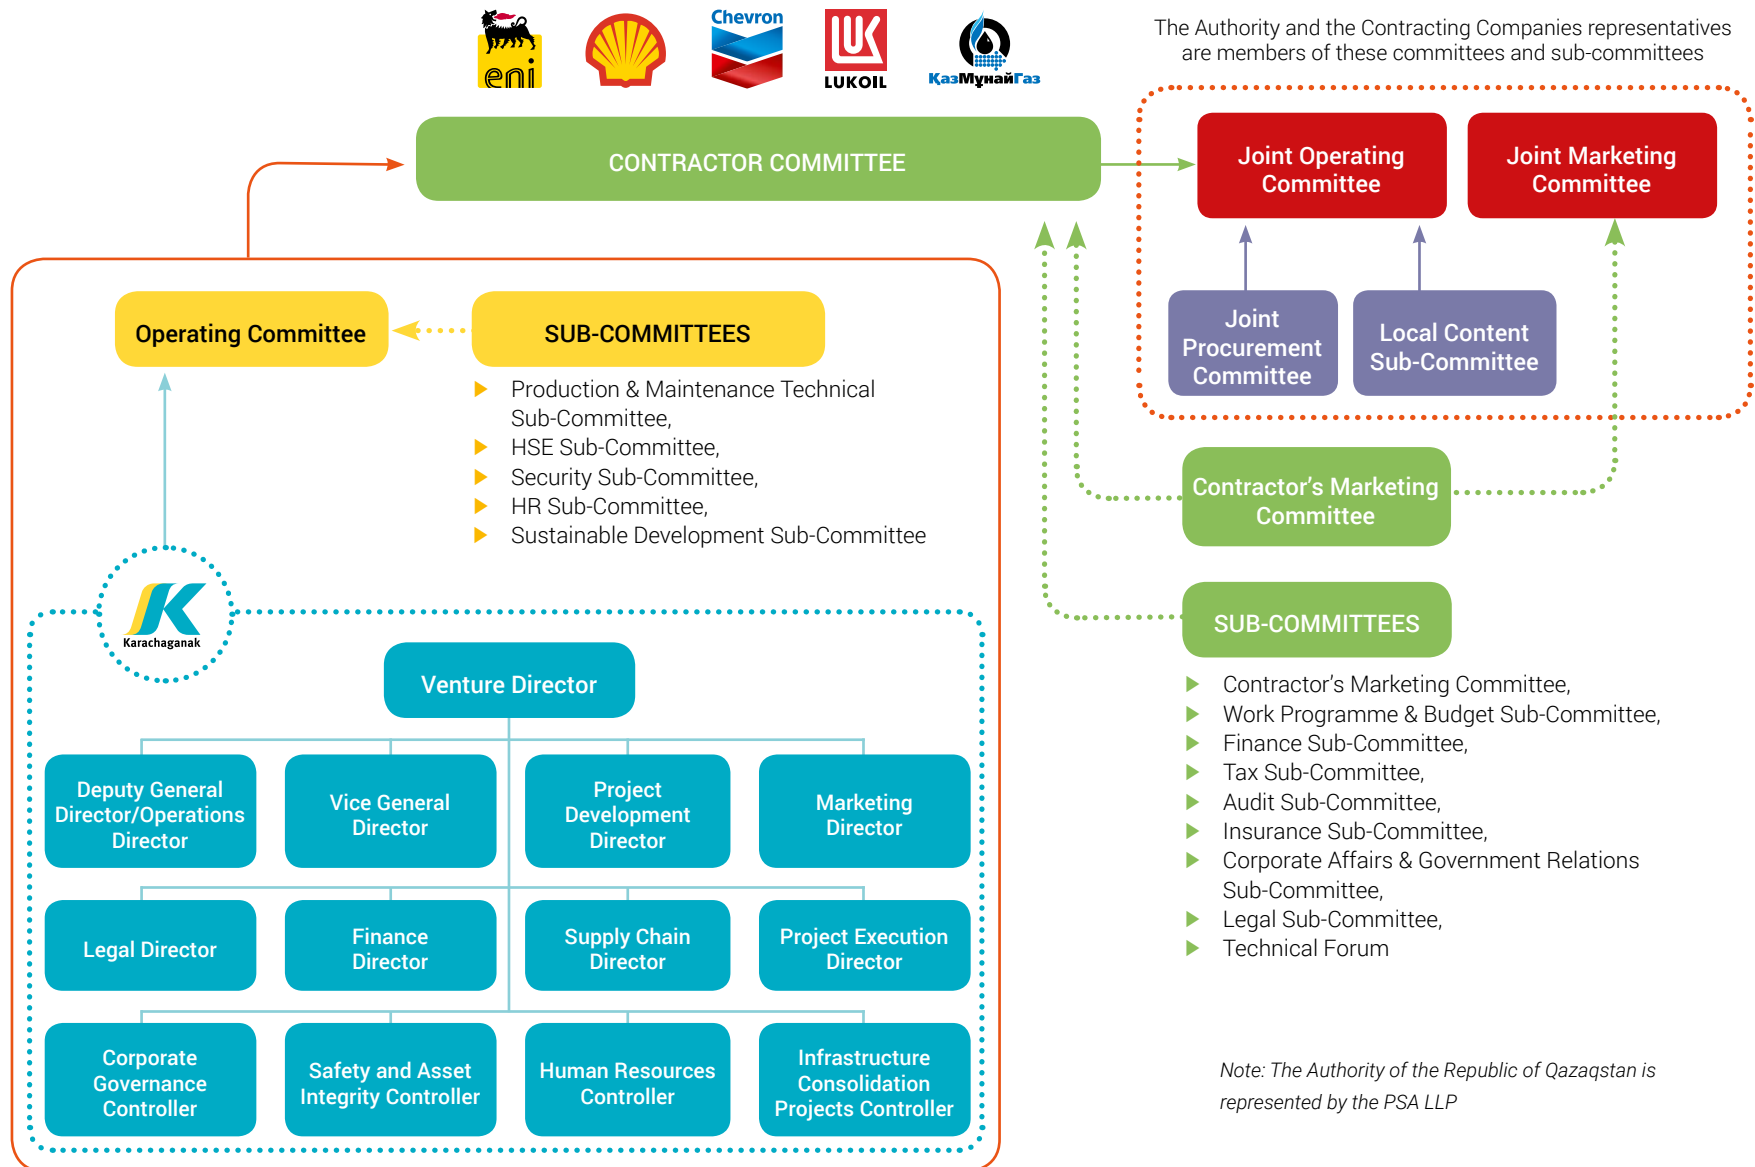 eni
Chevron
LUK
LUKOIL
ҚазМұнайГаз
The Authority and the Contracting Companies representatives
are members of these committees and sub-committees
CONTRACTOR COMMITTEE
Joint Operating
Committee
Joint Marketing
Committee
Joint
Procurement
Committee
Local Content
Sub-Committee
Operating Committee
SUB-COMMITTEES
Production & Maintenance Technical
Sub-Committee,
HSE Sub-Committee,
Security Sub-Committee,
HR Sub-Committee,
Sustainable Development Sub-Committee
Contractor's Marketing
Committee
SUB-COMMITTEES
Contractor's Marketing Committee,
Work Programme & Budget Sub-Committee,
Finance Sub-Committee,
Tax Sub-Committee,
Audit Sub-Committee,
Insurance Sub-Committee,
Corporate Affairs & Government Relations
Sub-Committee,
Legal Sub-Committee,
Technical Forum
Karachaganak
Venture Director
Deputy General
Director/Operations
Director
Vice General
Director
Project
Development
Director
Marketing
Director
Legal Director
Finance
Director
Supply Chain
Director
Project Execution
Director
Corporate
Governance
Controller
Safety and Asset
Integrity Controller
Human Resources
Controller
Infrastructure
Consolidation
Projects Controller
Note: The Authority of the Republic of Qazaqstan is
represented by the PSA LLP